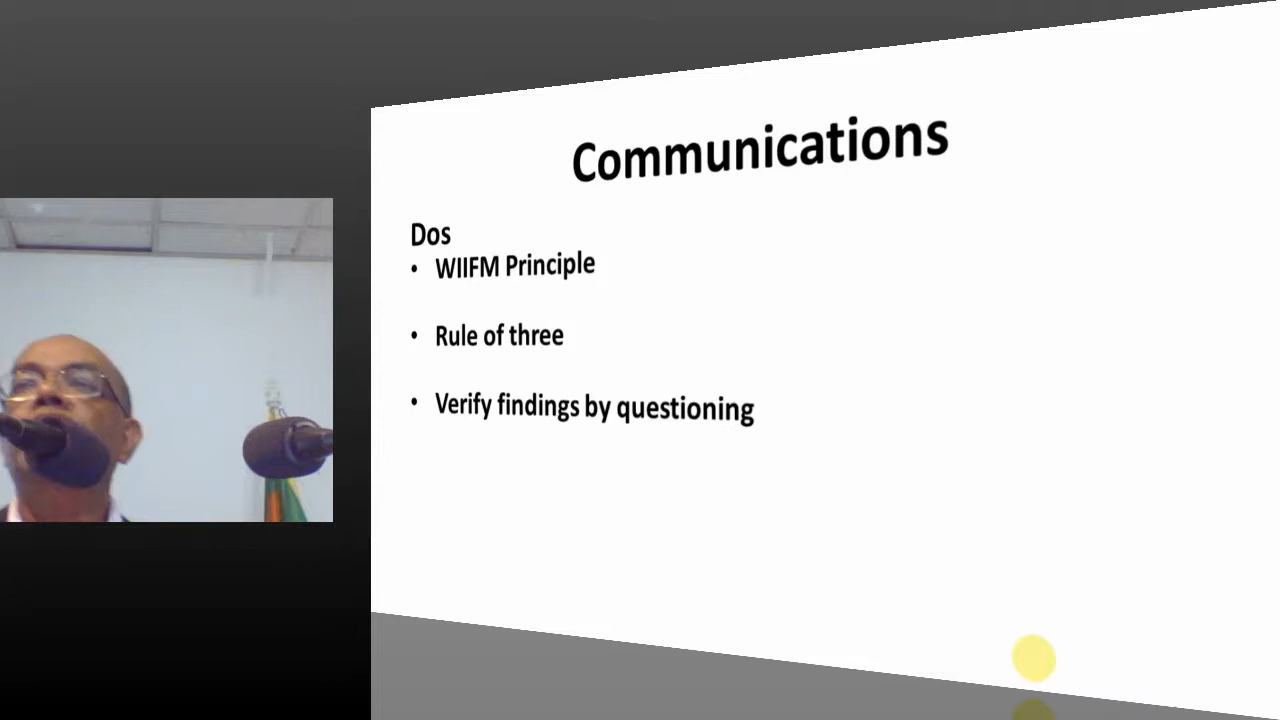 Communications
Dos
• WIIFM Principle
• Rule of three
• Verify findings by questioning